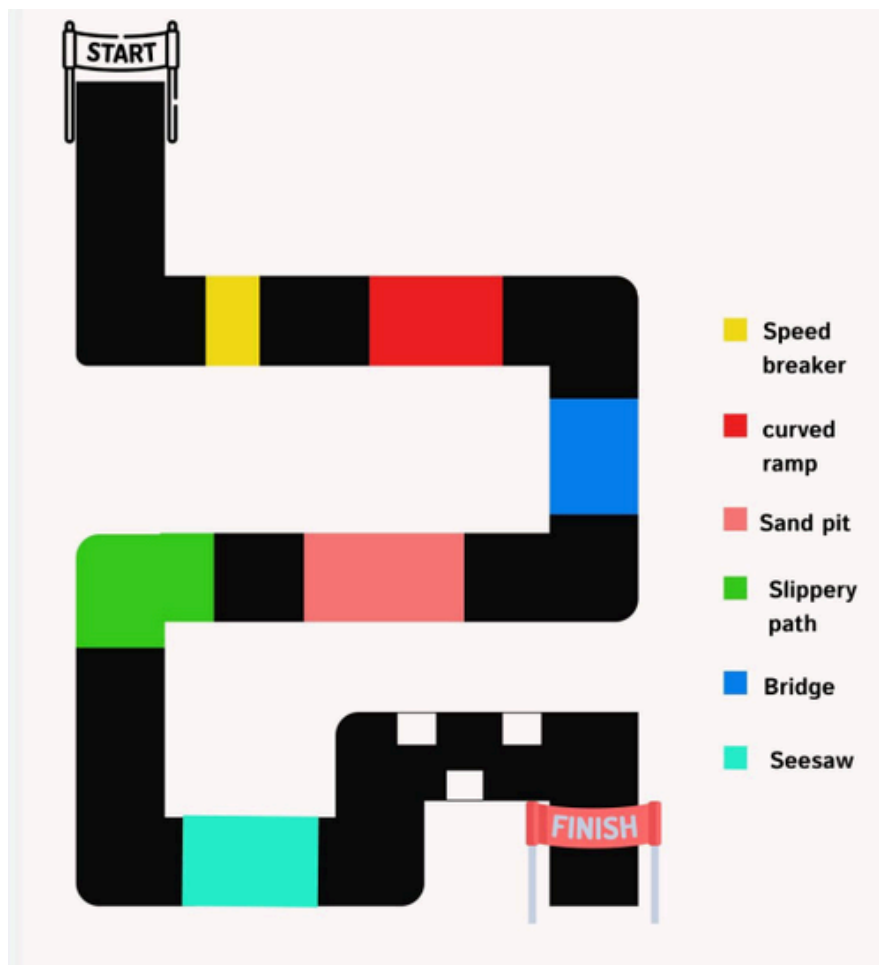 START
Speed
breaker
curved
ramp
Sand pit
Slippery
path
Bridge
Seesaw
FINISH